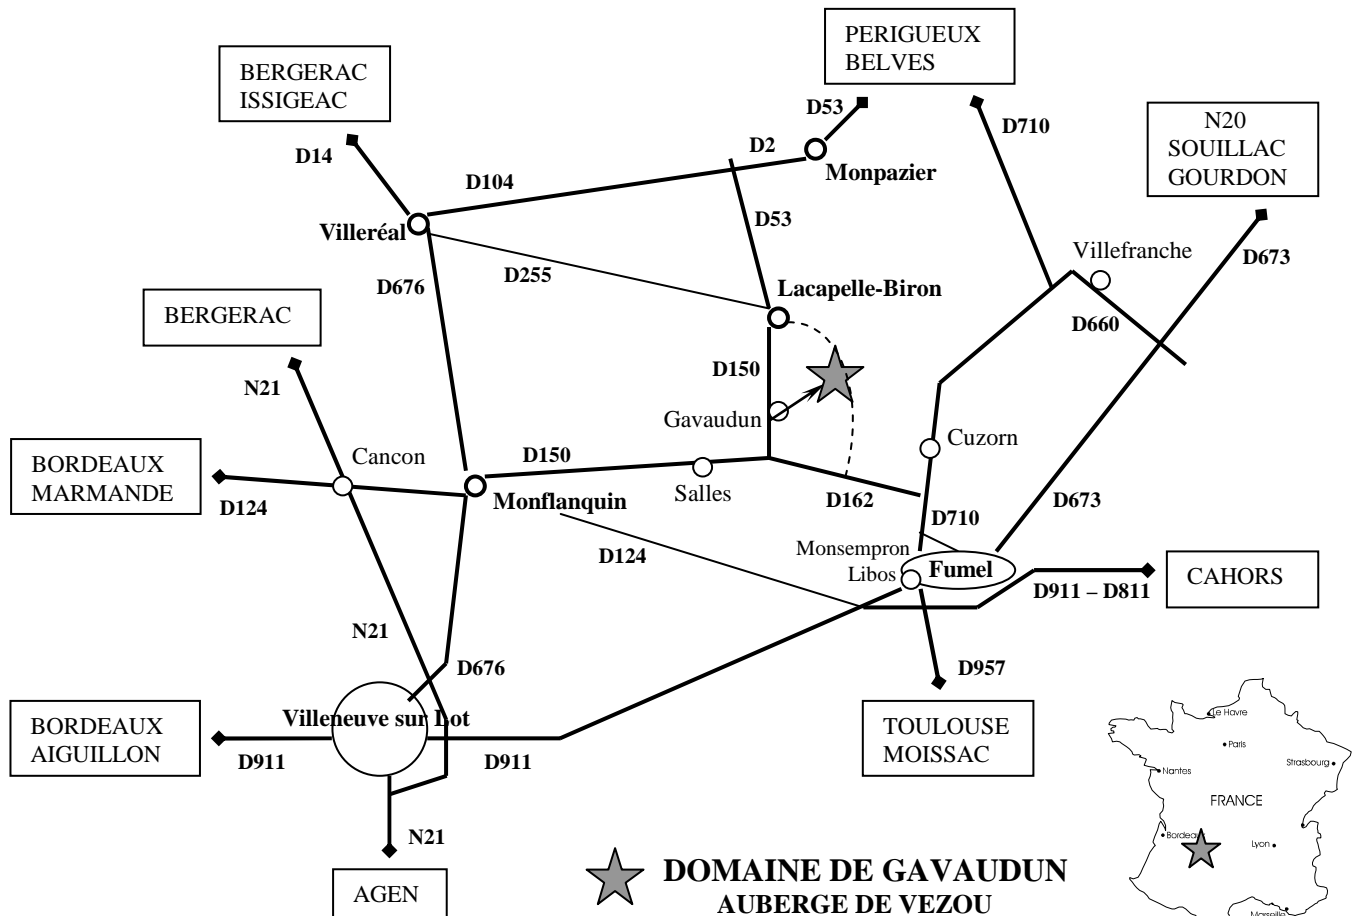 PERIGUEUX
BELVES
BERGERAC
ISSIGEAC
D53
D710
N20
SOUILLAC
GOURDON
D14
D2
Monpazier
D104
D53
Villeréal
D255
Villefranche
D673
D676
Lacapelle-Biron
BERGERAC
D660
D150
N21
Gavaudun
Cuzorn
BORDEAUX
MARMANDE
Cancon
D150
Salles
D124
Monflanquin
D162
D673
D710
D124
Monsempron
Libos
Fumel
CAHORS
D911 – D811
N21
D676
D957
Villeneuve sur Lot
BORDEAUX
AIGUILLON
D911
D911
TOULOUSE
MOISSAC
Le Havre
Paris
Strasbourg
Nantes
FRANCE
Bordeaux
Lyon
N21
DOMAINE DE GAVAUDUN
AGEN
AUBERGE DE VEZOU
Marseille